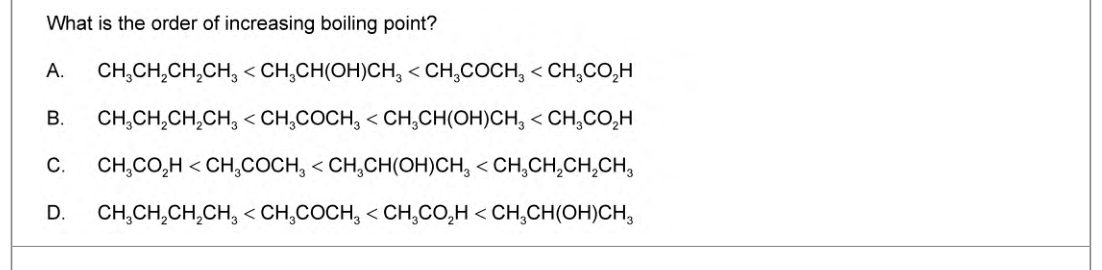 What is the order of increasing boiling point?
A. CH₃CH₂CH₂CH₃ < CH₃CH(OH)CH₃ < CH₃COCH₃ < CH₃CO₂H
B. CH₃CH₂CH₂CH₃ < CH₃COCH₃ < CH₃CH(OH)CH₃ < CH₃CO₂H
C. CH₃CO₂H < CH₃COCH₃ < CH₃CH(OH)CH₃ < CH₃CH₂CH₂CH₃
D. CH₃CH₂CH₂CH₃ < CH₃COCH₃ < CH₃CO₂H < CH₃CH(OH)CH₃